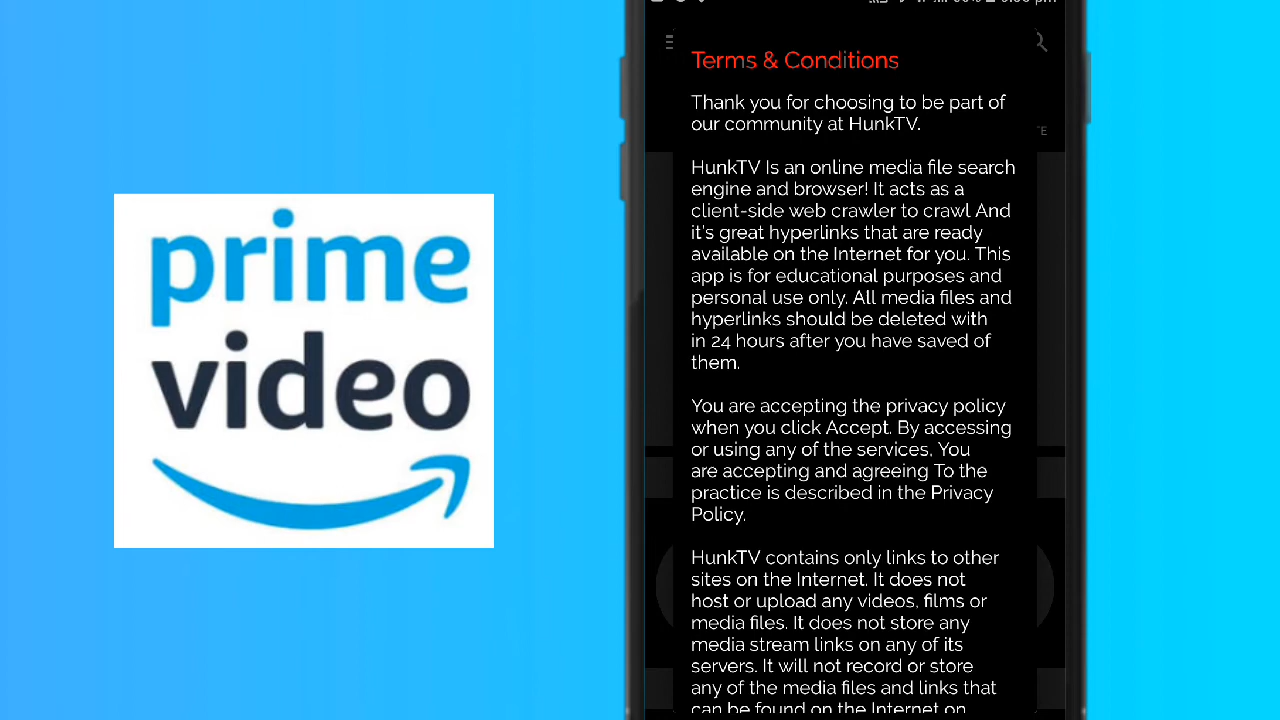 prime
video
TE
Terms & Conditions
Thank you for choosing to be part of
our community at HunkTV.
HunkTV Is an online media file search
engine and browser! It acts as a
client-side web crawler to crawl And
it's great hyperlinks that are ready
available on the Internet for you. This
app is for educational purposes and
personal use only. All media files and
hyperlinks should be deleted with
in 24 hours after you have saved of
them.
You are accepting the privacy policy
when you click Accept. By accessing
or using any of the services, You
are accepting and agreeing To the
practice is described in the Privacy
Policy.
HunkTV contains only links to other
sites on the Internet. It does not
host or upload any videos, films or
media files. It does not store any
media stream links on any of its
servers. It will not record or store
any of the media files and links that
can be found on the Internet on